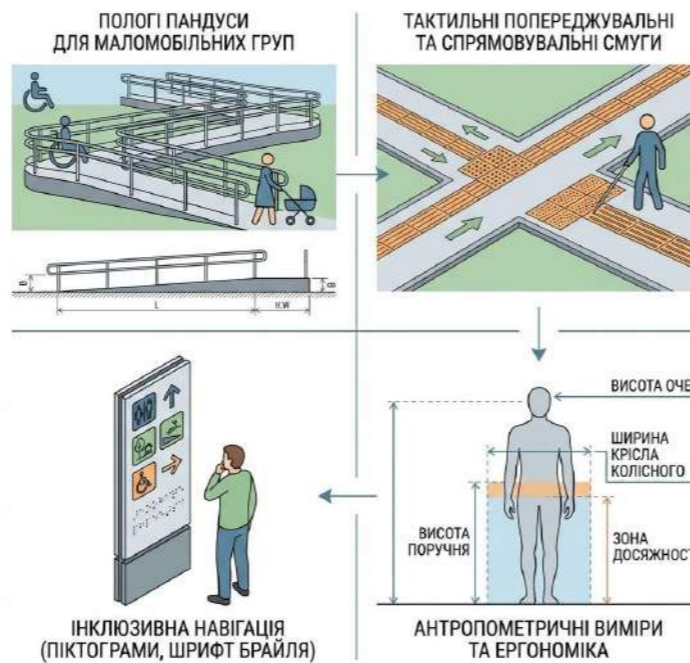 ПОЛОГІ ПАНДУСИ
ДЛЯ МАЛОМОБІЛЬНИХ ГРУП
ТАКТИЛЬНІ ПОПЕРЕДЖУВАЛЬНІ
ТА СПРЯМОВУВАЛЬНІ СМУГИ
L
H:W
ВИСОТА ОЧЕ
ШИРИНА
КРІСЛА
КОЛІСНОГО
ВИСОТА
ПОРУЧНЯ
ЗОНА
ДОСЯЖНОСТ
ІНКЛЮЗИВНА НАВІГАЦІЯ
(ПІКТОГРАМИ, ШРИФТ БРАЙЛЯ)
АНТРОПОМЕТРИЧНІ ВИМІРИ
ТА ЕРГОНОМІКА